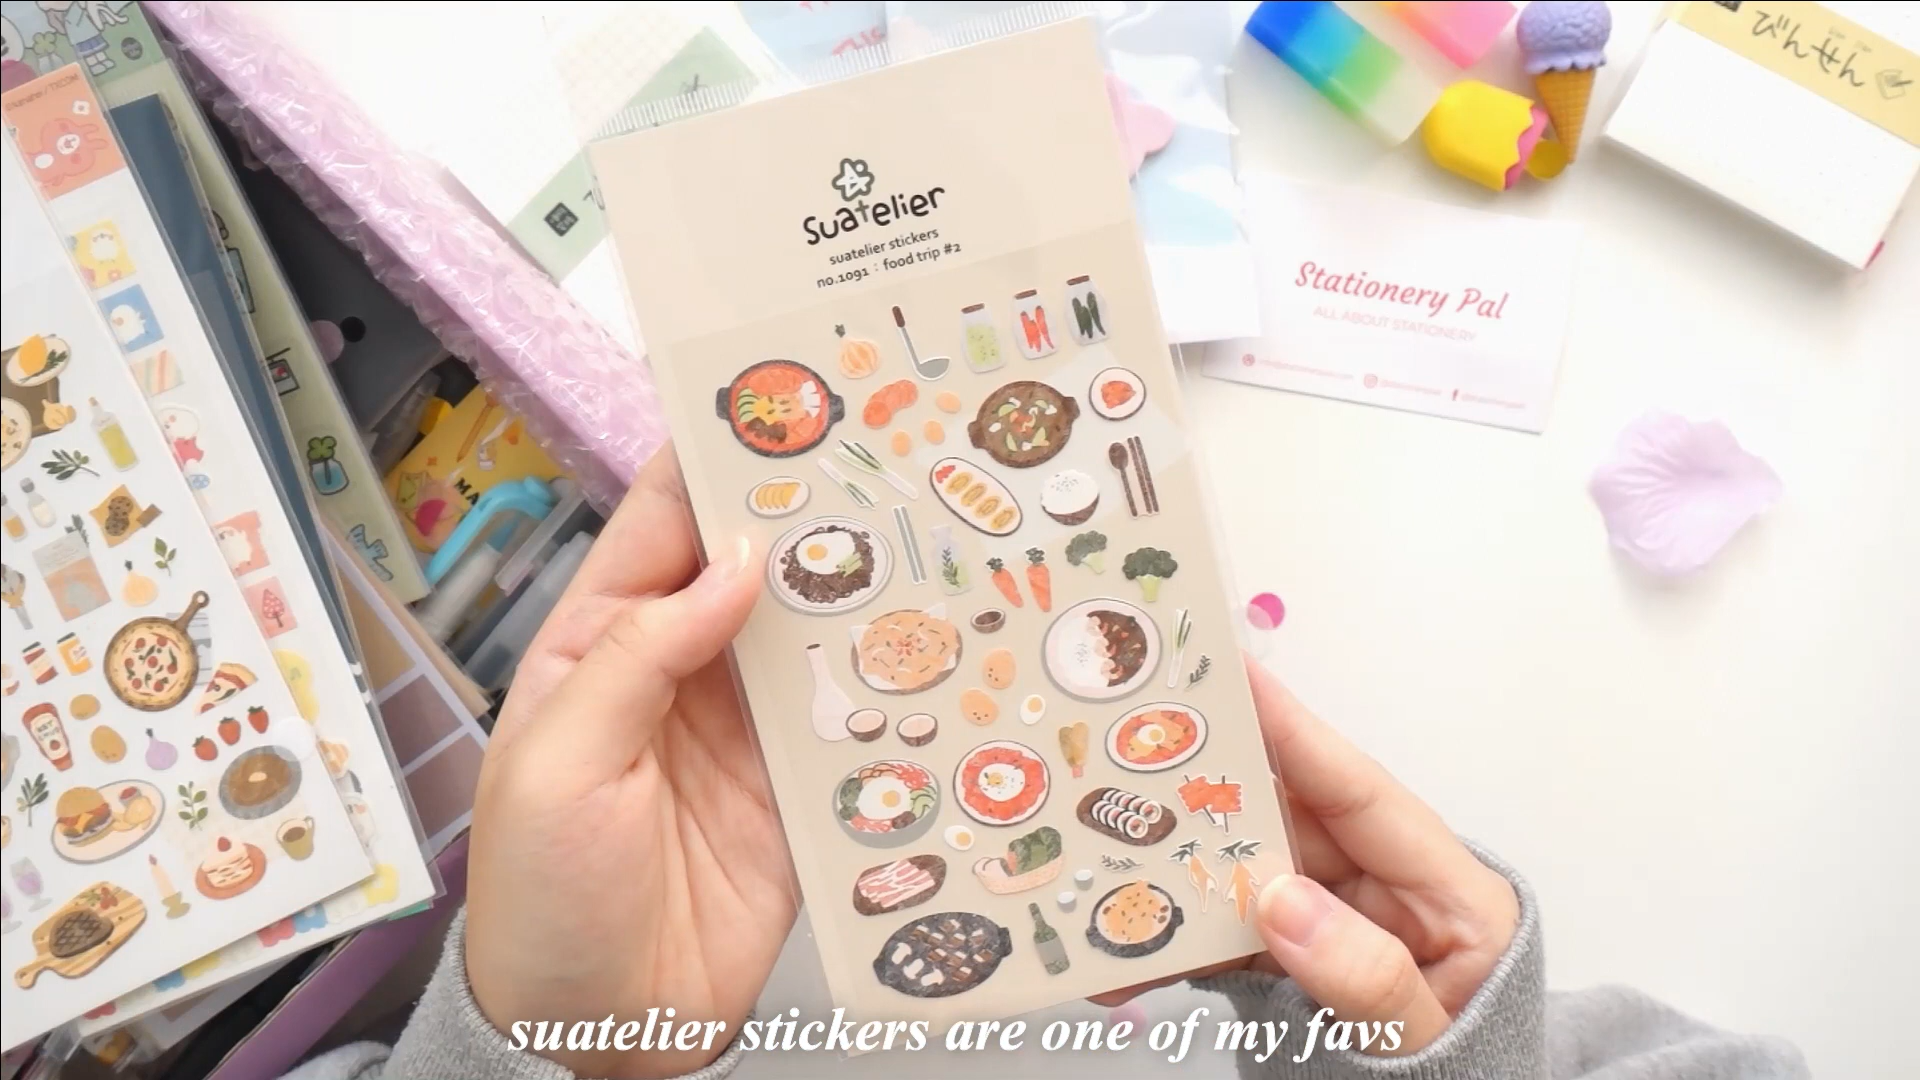 suatelier
suatelier stickers
no.1091 : food trip #2
びんせん
Stationery Pal
ALL ABOUT STATIONERY
suatelier stickers are one of my favs